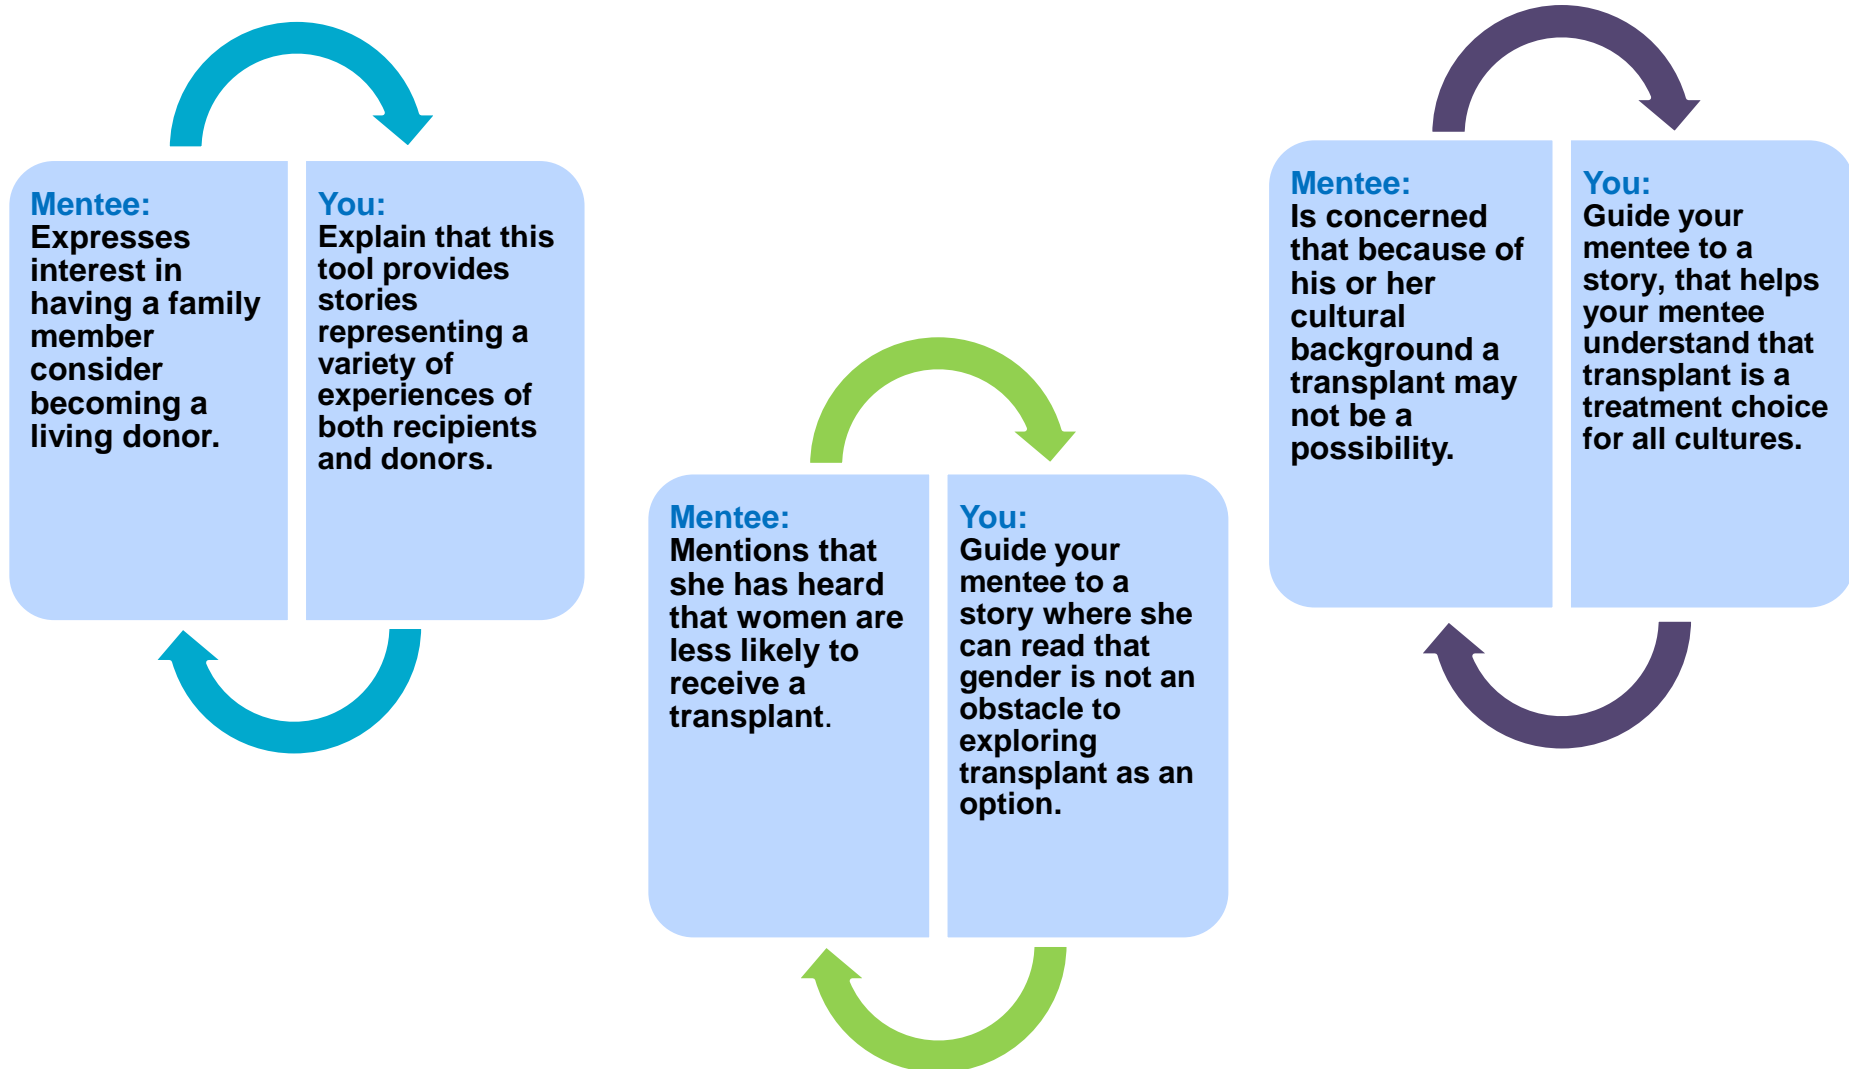 Mentee:
Expresses
interest in
having a family
member
consider
becoming a
living donor.
You:
Explain that this
tool provides
stories
representing a
variety of
experiences of
both recipients
and donors.
Mentee:
Mentions that
she has heard
that women are
less likely to
receive a
transplant.
You:
Guide your
mentee to a
story where she
can read that
gender is not an
obstacle to
exploring
transplant as an
option.
Mentee:
Is concerned
that because of
his or her
cultural
background a
transplant may
not be a
possibility.
You:
Guide your
mentee to a
story, that helps
your mentee
understand that
transplant is a
treatment choice
for all cultures.